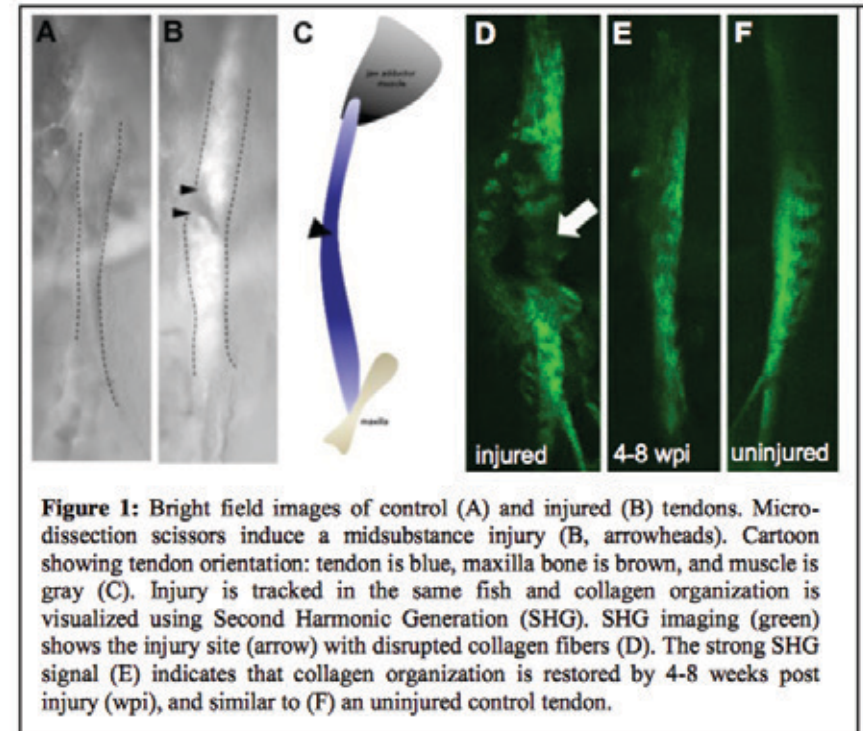 A
B
C
D
E
F
jaw adductor
muscle
maxilla
injured
4-8 wpi
uninjured
Figure 1: Bright field images of control (A) and injured (B) tendons. Micro-
dissection scissors induce a midsubstance injury (B, arrowheads). Cartoon
showing tendon orientation: tendon is blue, maxilla bone is brown, and muscle is
gray (C). Injury is tracked in the same fish and collagen organization is
visualized using Second Harmonic Generation (SHG). SHG imaging (green)
shows the injury site (arrow) with disrupted collagen fibers (D). The strong SHG
signal (E) indicates that collagen organization is restored by 4-8 weeks post
injury (wpi), and similar to (F) an uninjured control tendon.